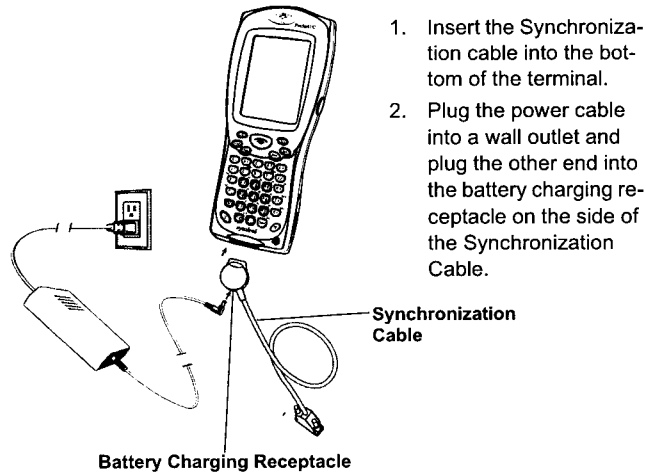 PocketPC
1. Insert the Synchroniza-
tion cable into the bot-
tom of the terminal.
2. Plug the power cable
into a wall outlet and
plug the other end into
the battery charging re-
ceptacle on the side of
the Synchronization
Cable.
symbol
Synchronization
Cable
Battery Charging Receptacle